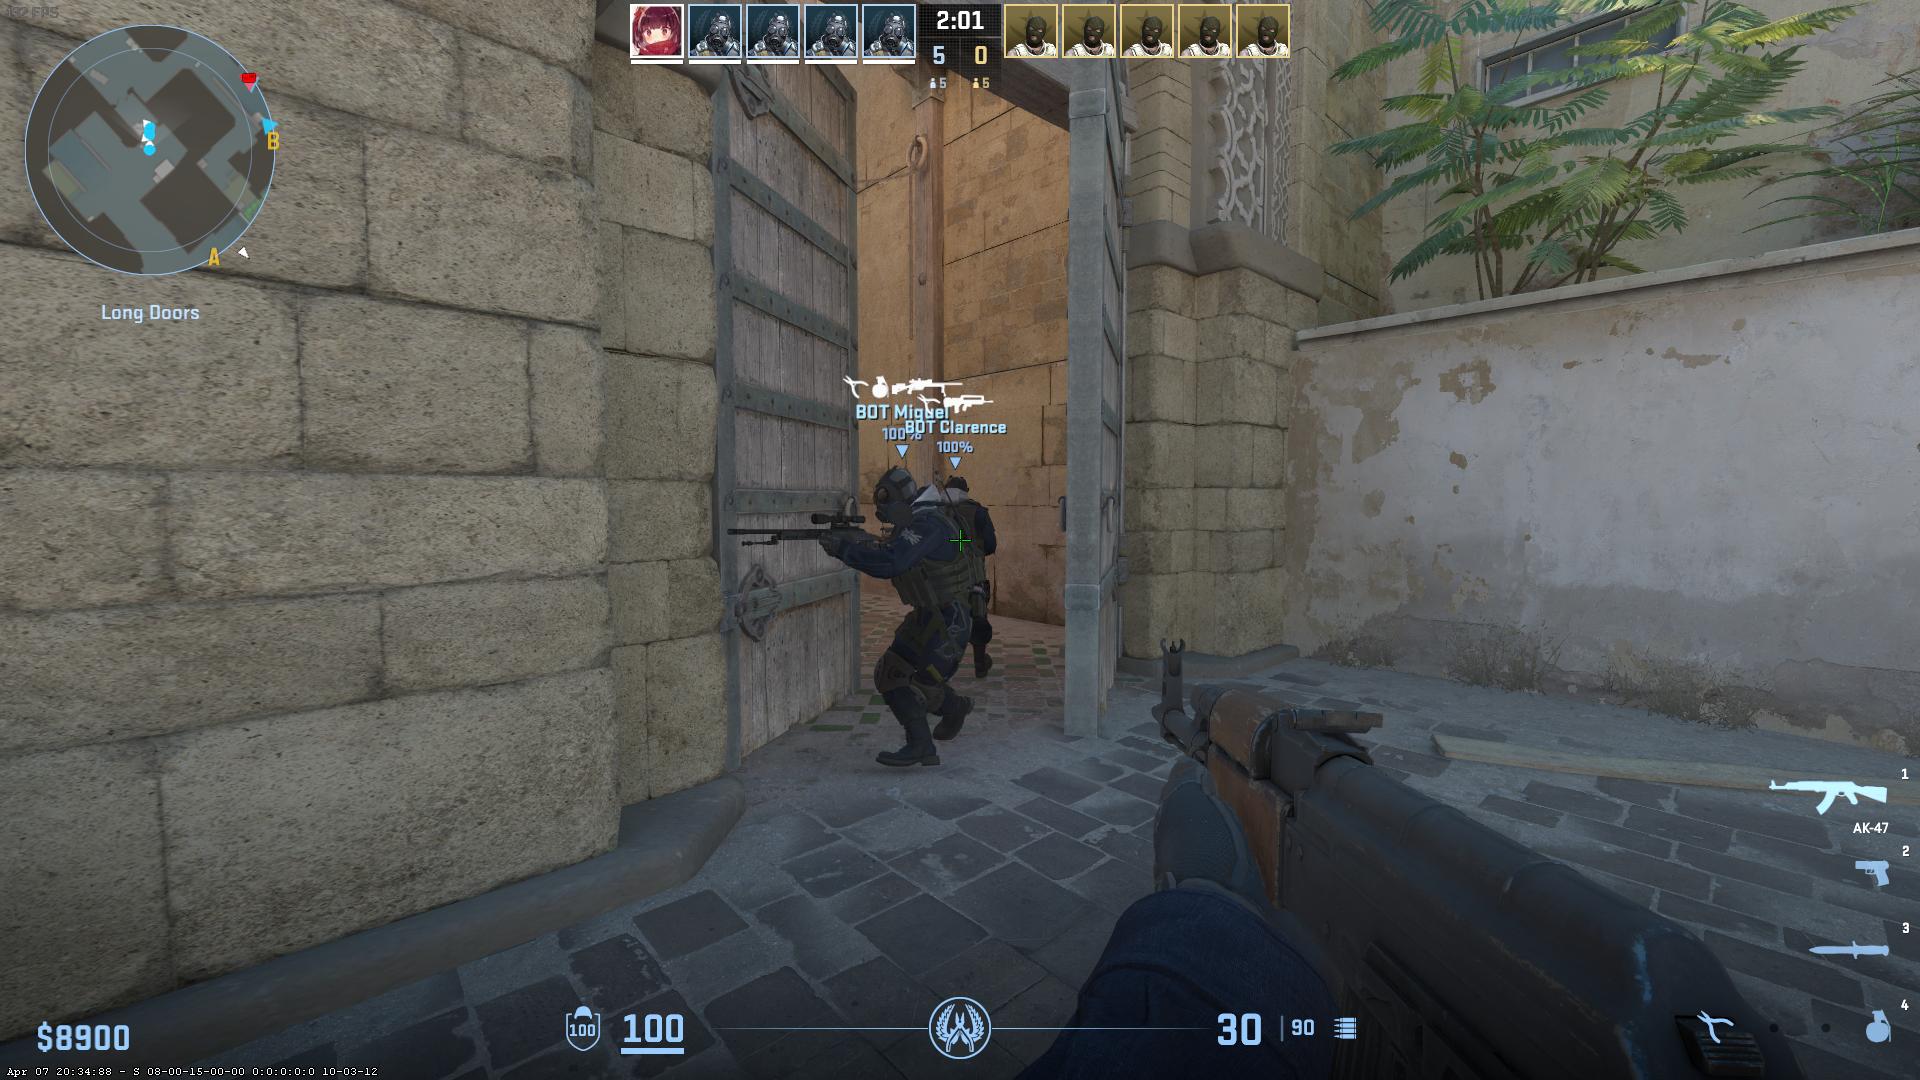 192 FPS
2:01
5 0
5 5
B
A
Long Doors
BOT Miguel
100%
BOT Clarence
100%
1
AK-47
2
3
4
$8900
100
100
30 | 90
Apr 07 20:34:88 - S 08-00-15-00-00 0:0:0:0:0 10-03-12